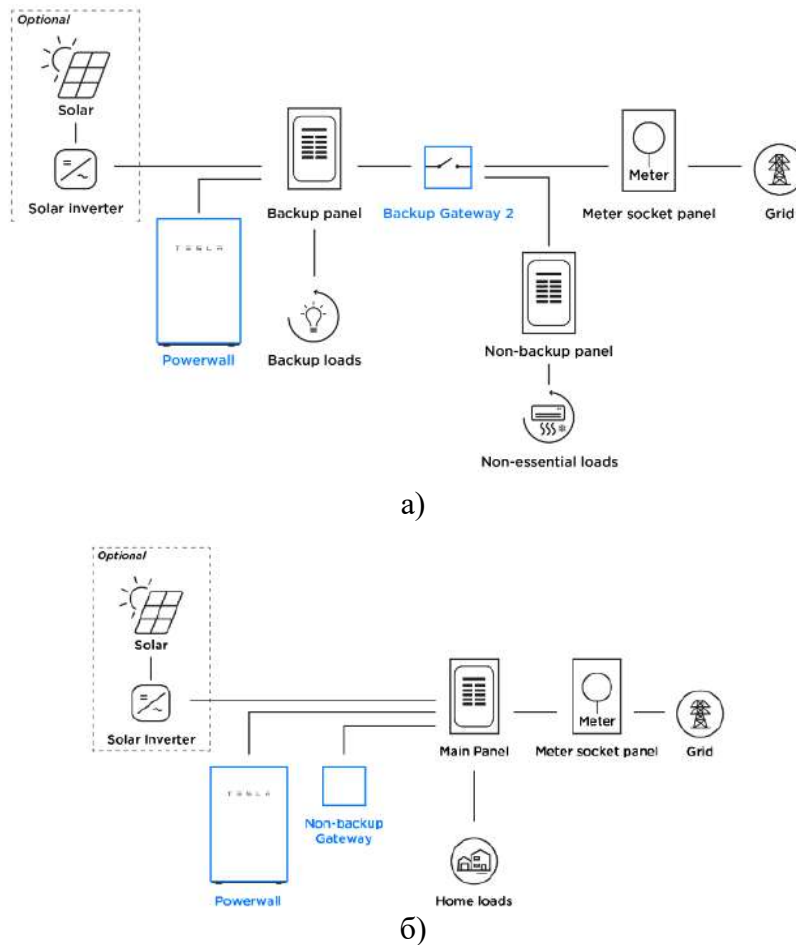 Optional
Solar
Solar inverter
TESLA
Powerwall
Backup panel
Backup loads
Backup Gateway 2
Meter
Meter socket panel
Grid
Non-backup panel
Non-essential loads
а)
Optional
Solar
Solar Inverter
TESLA
Powerwall
Non-backup
Gateway
Main Panel
Home loads
Meter
Meter socket panel
Grid
б)